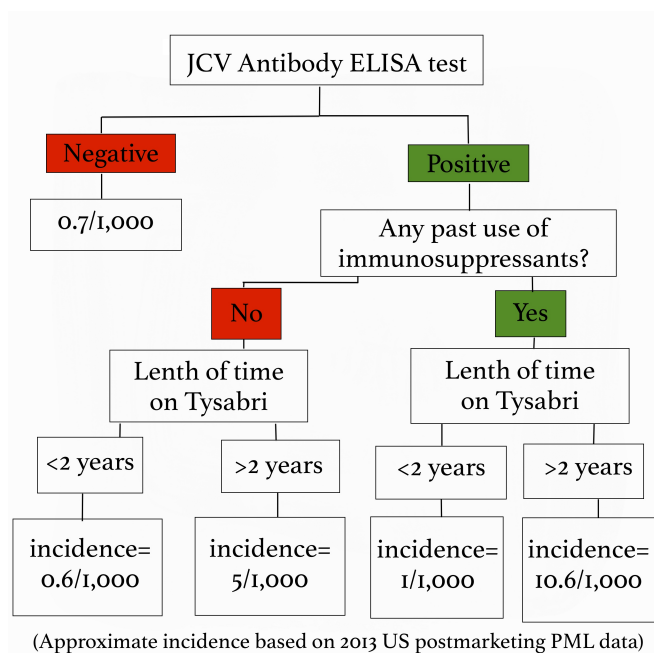 JCV Antibody ELISA test
Negative
Positive
0.7/1,000
Any past use of
immunosuppressants?
No
Yes
Lenth of time
on Tysabri
Lenth of time
on Tysabri
<2 years
>2 years
<2 years
>2 years
incidence=
0.6/1,000
incidence=
5/1,000
incidence=
1/1,000
incidence=
10.6/1,000
(Approximate incidence based on 2013 US postmarketing PML data)